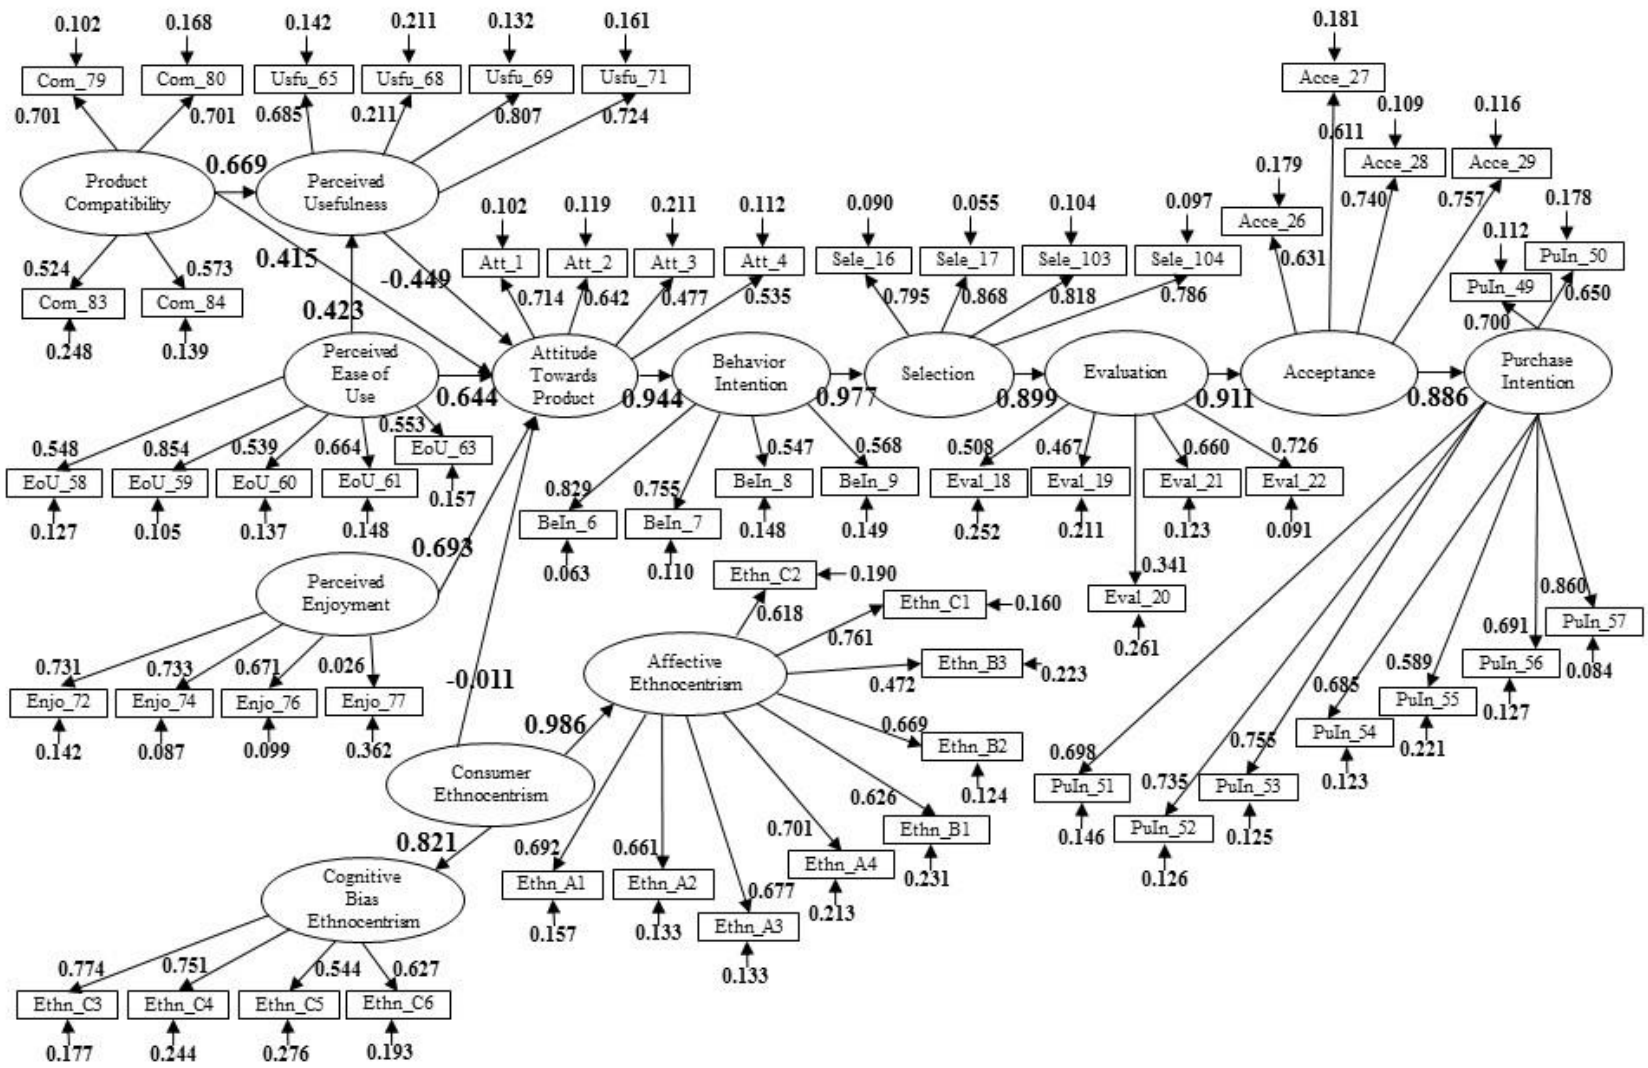 0.102
0.168
0.142
0.211
0.132
0.161
0.181
Com_79
Com_80
Usfu_65
Usfu_68
Usfu_69
Usfu_71
Acce_27
0.701
0.701
0.685
0.211
0.807
0.724
0.611
0.109
0.116
Product
Compatibility
0.669
Perceived
Usefulness
0.179
Acce_28
Acce_29
0.740
0.757
0.102
0.119
0.211
0.112
0.090
0.055
0.104
0.097
Acce_26
0.631
0.178
0.112
PuIn_50
0.524
0.573
0.415
-0.449
Att_1
Att_2
Att_3
Att_4
Sele_16
Sele_17
Sele_103
Sele_104
PuIn_49
0.650
Com_83
Com_84
0.423
0.714
0.642
0.477
0.535
0.795
0.868
0.818
0.786
0.700
0.248
0.139
Perceived
Ease of
Use
Attitude
Towards
Product
Behavior
Intention
Selection
Evaluation
Acceptance
Purchase
Intention
0.644
0.944
0.977
0.899
0.911
0.886
0.553
0.548
0.854
0.539
0.664
EoU_63
0.547
0.568
0.508
0.467
0.660
0.726
EoU_58
EoU_59
EoU_60
EoU_61
0.157
BeIn_8
BeIn_9
Eval_18
Eval_19
Eval_21
Eval_22
0.829
0.755
0.127
0.105
0.137
0.148
BeIn_6
BeIn_7
0.148
0.149
0.252
0.211
0.123
0.091
0.693
0.063
0.110
Ethn_C2
0.190
0.341
Perceived
Enjoyment
0.618
Ethn_C1
0.160
Eval_20
0.860
0.761
0.261
PuIn_57
0.691
0.731
0.733
0.671
0.026
Affective
Ethnocentrism
Ethn_B3
0.223
0.472
0.589
PuIn_56
0.084
Enjo_72
Enjo_74
Enjo_76
Enjo_77
-0.011
0.685
PuIn_55
0.127
0.142
0.087
0.099
0.362
0.986
0.669
Ethn_B2
0.698
0.755
PuIn_54
0.221
Consumer
Ethnocentrism
0.124
PuIn_51
0.735
PuIn_53
0.123
0.626
Ethn_B1
0.146
PuIn_52
0.125
0.821
0.692
0.661
0.701
Ethn_A4
0.231
0.126
Cognitive
Bias
Ethnocentrism
Ethn_A1
Ethn_A2
0.677
0.213
0.157
0.133
Ethn_A3
0.133
0.774
0.751
0.544
0.627
Ethn_C3
Ethn_C4
Ethn_C5
Ethn_C6
0.177
0.244
0.276
0.193